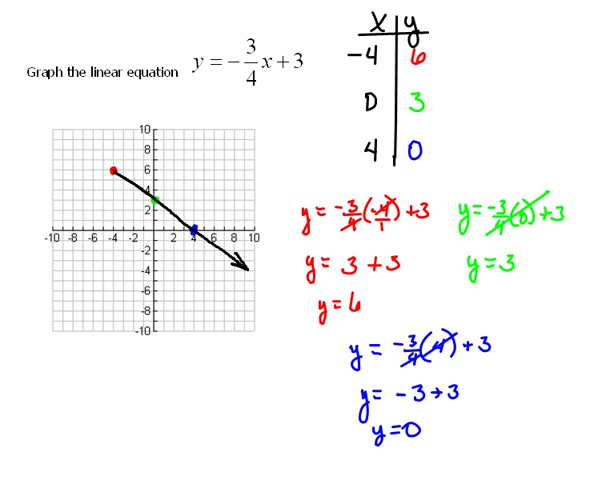 x | y
-4 | 6
0 | 3
4 | 0
Graph the linear equation y = -3/4 x + 3
10
8
6
4
2
-10 -8 -6 -4 -2 2 4 6 8 10
-2
-4
-6
-8
-10
y = -3/4 (-4/1) + 3
y = 3 + 3
y = 6
y = -3/4 (0) + 3
y = 3
y = -3/4 (4) + 3
y = -3 + 3
y = 0